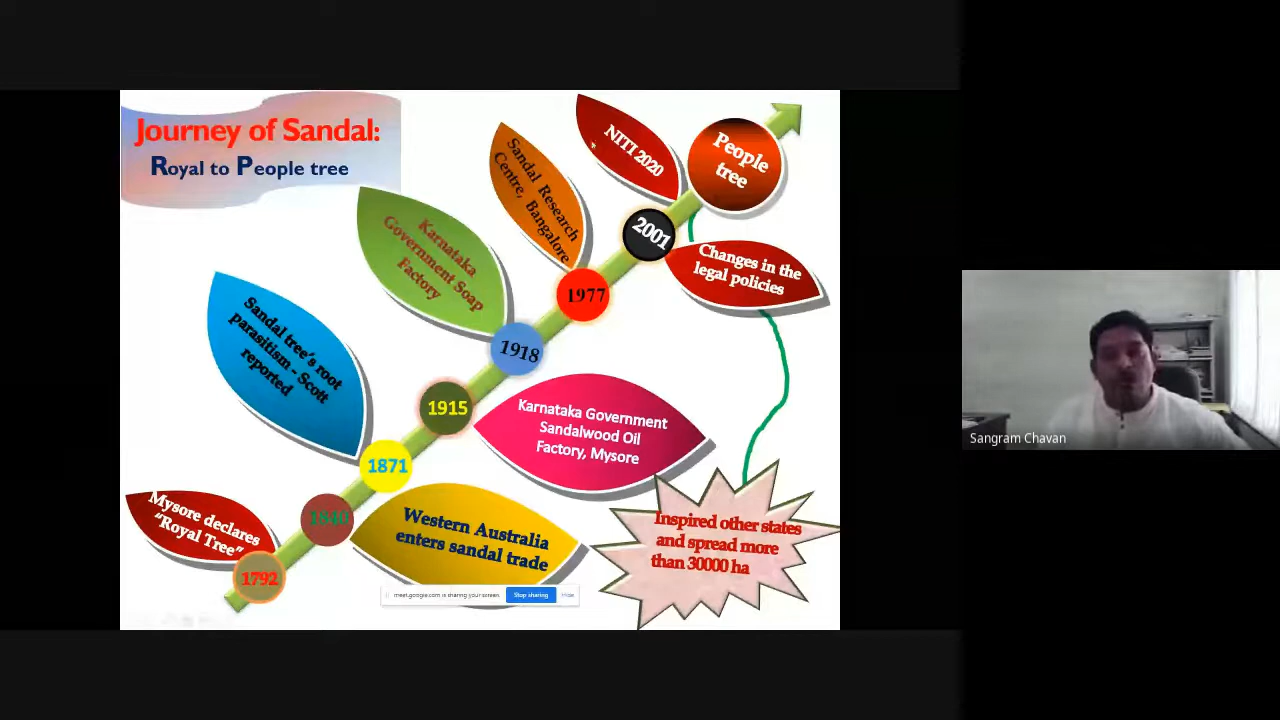 Journey of Sandal:
Royal to People tree
NITI 2020
People
tree
Sandal Research
Centre, Bangalore
2001
Changes in the
legal policies
Karnataka
Government Soap
Factory
1977
1918
Sandal tree's root
parasitism - Scott
reported
1915
Karnataka Government
Sandalwood Oil
Factory, Mysore
1871
Mysore declares
"Royal Tree"
1840
Western Australia
enters sandal trade
1792
Inspired other states
and spread more
than 30000 ha
meet.google.com is sharing your screen. Stop sharing Hide
Sangram Chavan